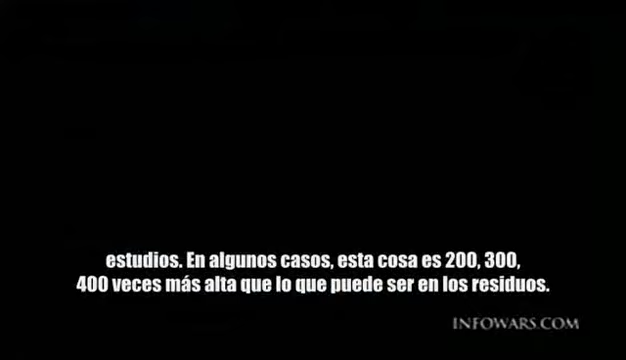 estudios. En algunos casos, esta cosa es 200, 300,
400 veces más alta que lo que puede ser en los residuos.
INFOWARS.COM